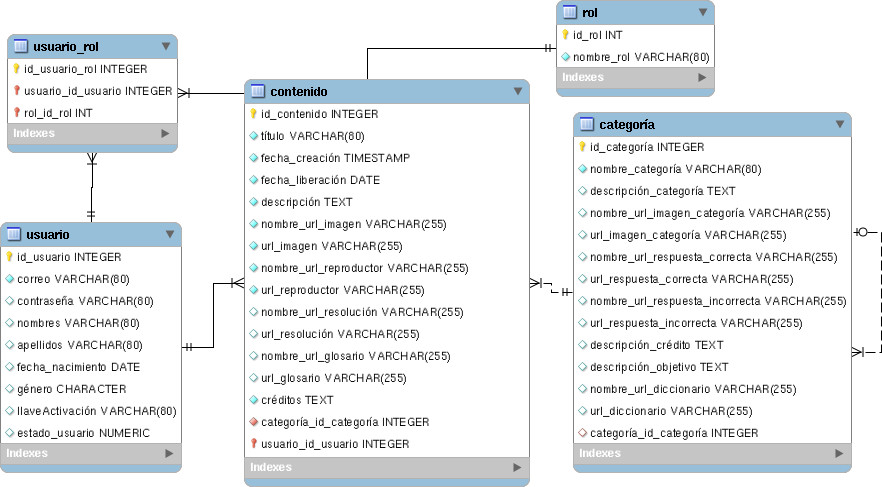 usuario_rol
id_usuario_rol INTEGER
usuario_id_usuario INTEGER
rol_id_rol INT
Indexes
usuario
id_usuario INTEGER
correo VARCHAR(80)
contraseña VARCHAR(80)
nombres VARCHAR(80)
apellidos VARCHAR(80)
fecha_nacimiento DATE
género CHARACTER
llaveActivación VARCHAR(80)
estado_usuario NUMERIC
Indexes
contenido
id_contenido INTEGER
título VARCHAR(80)
fecha_creación TIMESTAMP
fecha_liberación DATE
descripción TEXT
nombre_url_imagen VARCHAR(255)
url_imagen VARCHAR(255)
nombre_url_reproductor VARCHAR(255)
url_reproductor VARCHAR(255)
nombre_url_resolución VARCHAR(255)
url_resolución VARCHAR(255)
nombre_url_glosario VARCHAR(255)
url_glosario VARCHAR(255)
créditos TEXT
categoría_id_categoría INTEGER
usuario_id_usuario INTEGER
Indexes
rol
id_rol INT
nombre_rol VARCHAR(80)
Indexes
categoría
id_categoría INTEGER
nombre_categoría VARCHAR(80)
descripción_categoría TEXT
nombre_url_imagen_categoría VARCHAR(255)
url_imagen_categoría VARCHAR(255)
nombre_url_respuesta_correcta VARCHAR(255)
url_respuesta_correcta VARCHAR(255)
nombre_url_respuesta_incorrecta VARCHAR(255)
url_respuesta_incorrecta VARCHAR(255)
descripción_crédito TEXT
descripción_objetivo TEXT
nombre_url_diccionario VARCHAR(255)
url_diccionario VARCHAR(255)
categoría_id_categoría INTEGER
Indexes